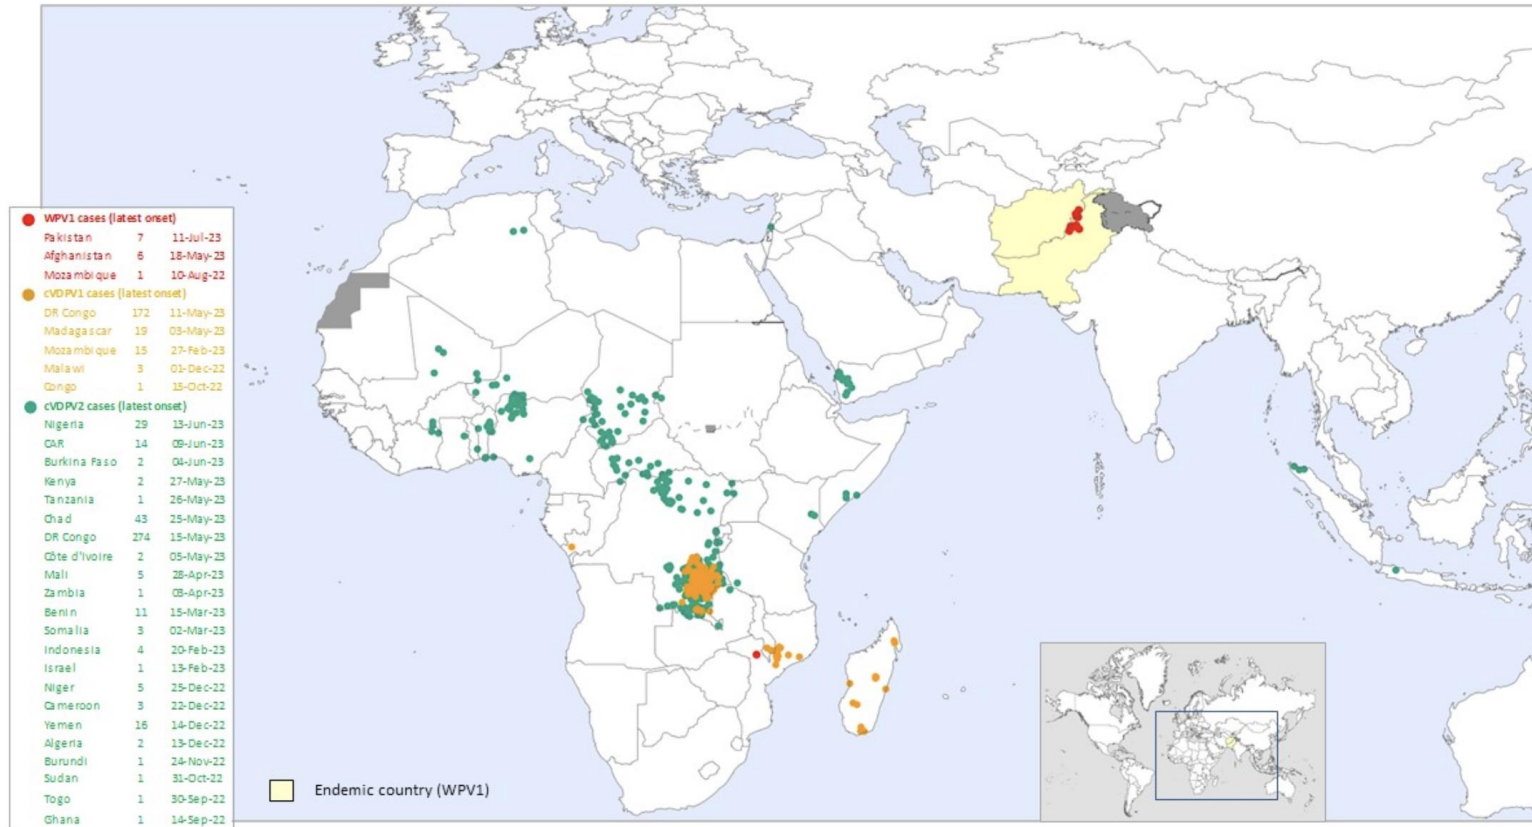 WPV1 cases (latest onset)
Pakistan 7 11-Jul-23
Afghanistan 6 18-May-23
Mozambique 1 10-Aug-22
cVDPV1 cases (latest onset)
DR Congo 172 11-May-23
Madagascar 19 03-May-23
Mozambique 15 27-Feb-23
Malawi 3 01-Dec-22
Congo 1 15-Oct-22
cVDPV2 cases (latest onset)
Nigeria 29 13-Jun-23
CAR 14 09-Jun-23
Burkina Faso 2 04-Jun-23
Kenya 2 27-May-23
Tanzania 1 26-May-23
Chad 43 25-May-23
DR Congo 274 15-May-23
Côte d'Ivoire 2 05-May-23
Mali 5 28-Apr-23
Zambia 1 03-Apr-23
Benin 11 15-Mar-23
Somalia 3 02-Mar-23
Indonesia 4 20-Feb-23
Israel 1 13-Feb-23
Niger 5 25-Dec-22
Cameroon 3 22-Dec-22
Yemen 16 14-Dec-22
Algeria 2 13-Dec-22
Burundi 1 24-Nov-22
Sudan 1 31-Oct-22
Togo 1 30-Sep-22
Ghana 1 14-Sep-22
Endemic country (WPV1)